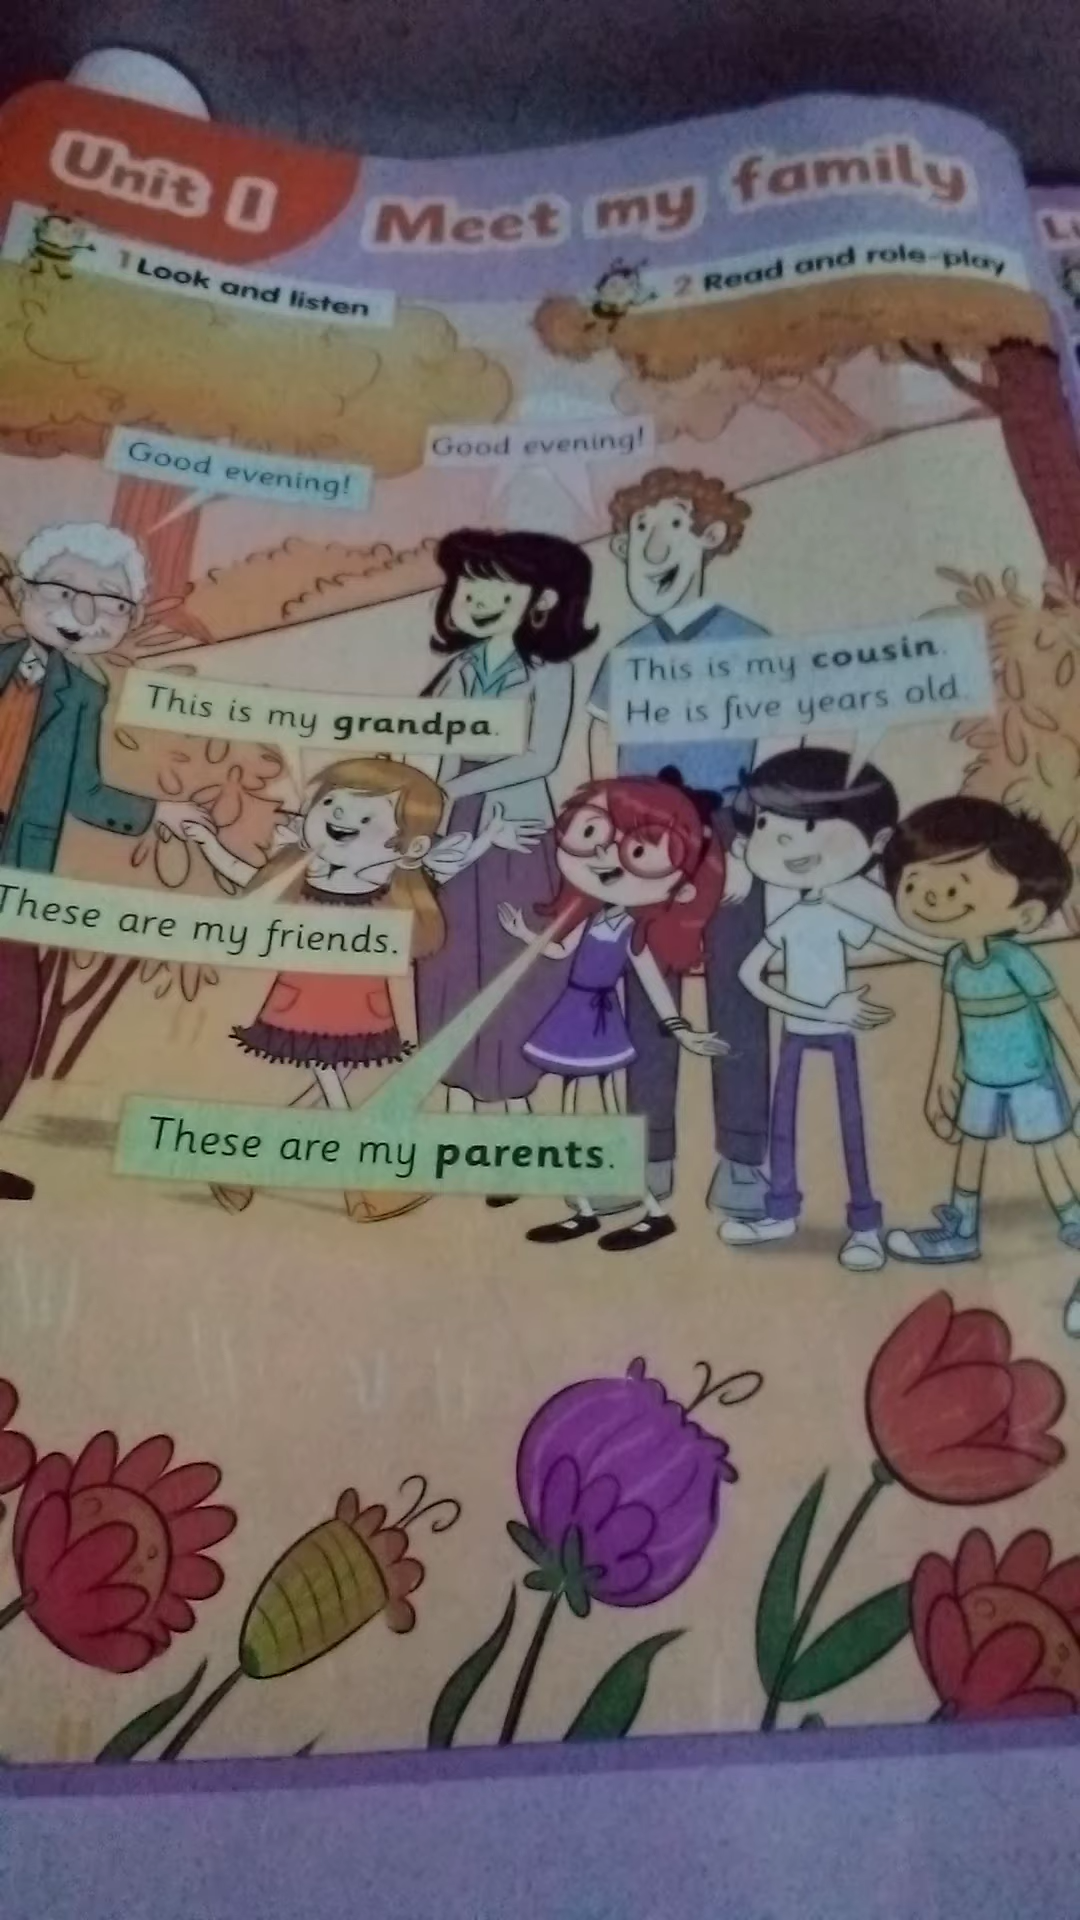 Unit 1
Meet my family
1 Look and listen
2 Read and role-play
Good evening!
Good evening!
This is my cousin.
He is five years old.
This is my grandpa.
These are my friends.
These are my parents.